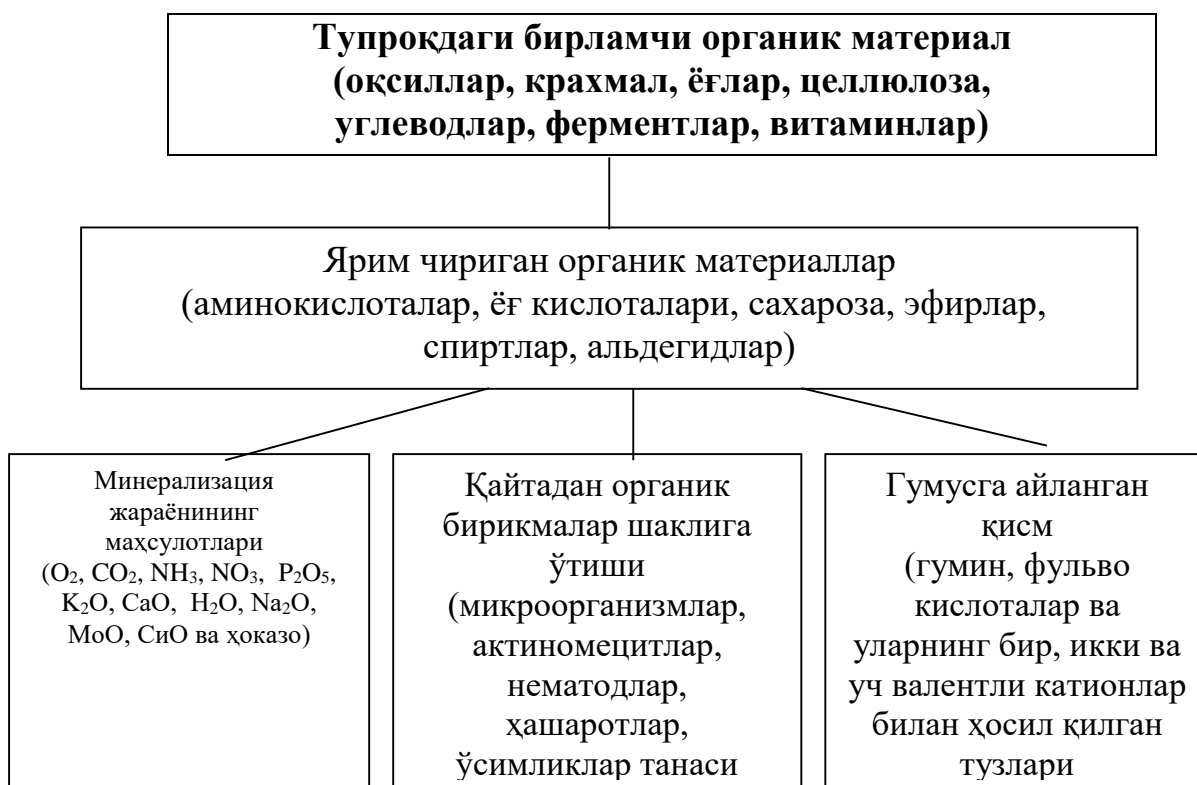 Тупроқдаги бирламчи органик материал
(оқсиллар, крахмал, ёғлар, целлюлоза,
углеводлар, ферментлар, витаминлар)
Ярим чириган органик материаллар
(аминокислоталар, ёғ кислоталари, сахароза, эфирлар,
спиртлар, альдегидлар)
Минерализация
жараёнининг
маҳсулотлари
(O₂, CO₂, NH₃, NO₃, P₂O₅,
K₂O, CaO, H₂O, Na₂O,
MoO, СиО ва ҳоказо)
Қайтадан органик
бирикмалар шаклига
ўтиши
(микроорганизмлар,
актиномецитлар,
нематодлар,
ҳашаротлар,
ўсимликлар танаси
Гумусга айланган
қисм
(гумин, фульво
кислоталар ва
уларнинг бир, икки ва
уч валентли катионлар
билан ҳосил қилган
тузлари